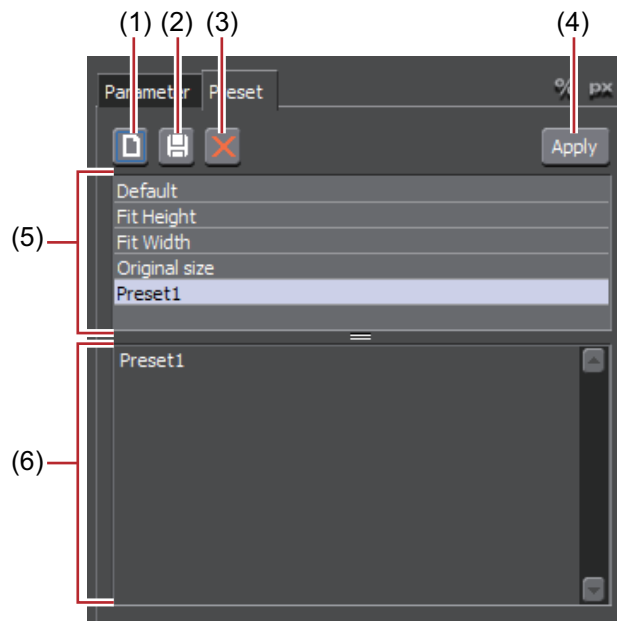 (1) (2) (3) (4)
Parameter Preset % px
Apply
(5)
Default
Fit Height
Fit Width
Original size
Preset1
(6)
Preset1